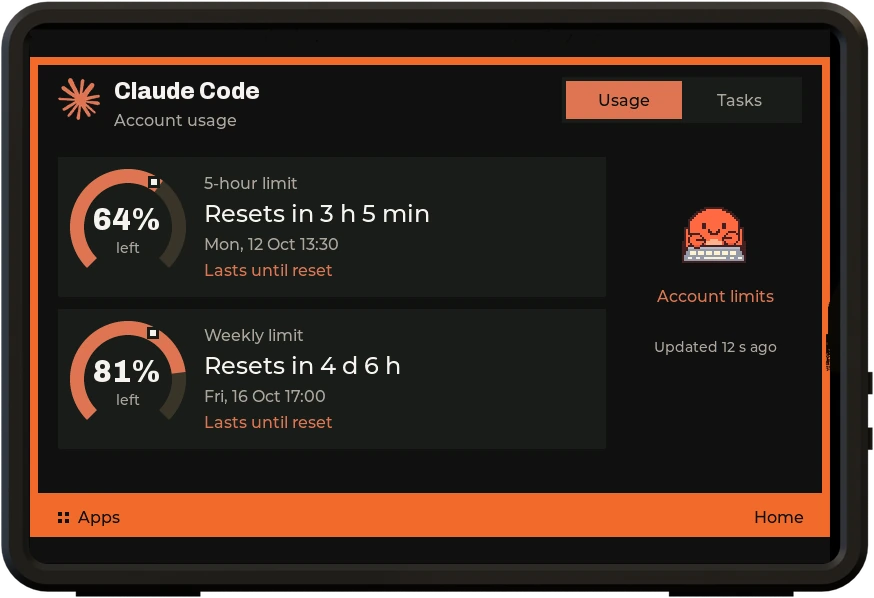 Claude Code
Account usage
Usage
Tasks
64%
left
5-hour limit
Resets in 3 h 5 min
Mon, 12 Oct 13:30
Lasts until reset
81%
left
Weekly limit
Resets in 4 d 6 h
Fri, 16 Oct 17:00
Lasts until reset
Account limits
Updated 12 s ago
Apps
Home